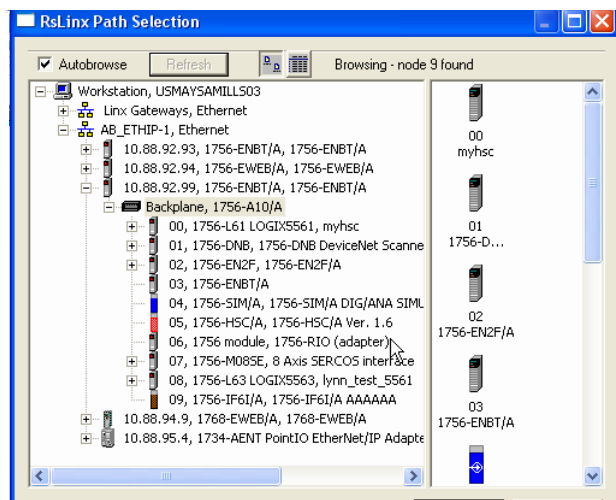 RsLinx Path Selection
Autobrowse
Refresh
Browsing - node 9 found
Workstation, USMAYSAMILLS03
Linx Gateways, Ethernet
AB_ETHIP-1, Ethernet
10.88.92.93, 1756-ENBT/A, 1756-ENBT/A
10.88.92.94, 1756-EWEB/A, 1756-EWEB/A
10.88.92.99, 1756-ENBT/A, 1756-ENBT/A
Backplane, 1756-A10/A
00, 1756-L61 LOGIX5561, myhsc
01, 1756-DNB, 1756-DNB DeviceNet Scanne
02, 1756-EN2F, 1756-EN2F/A
03, 1756-ENBT/A
04, 1756-SIM/A, 1756-SIM/A DIG/ANA SIMU
05, 1756-HSC/A, 1756-HSC/A Ver. 1.6
06, 1756 module, 1756-RIO (adapter)
07, 1756-M08SE, 8 Axis SERCOS interface
08, 1756-L63 LOGIX5563, lynn_test_5561
09, 1756-IF6I/A, 1756-IF6I/A AAAAAA
10.88.94.9, 1768-EWEB/A, 1768-EWEB/A
10.88.95.4, 1734-AENT PointIO EtherNet/IP Adapte
00
myhsc
01
1756-D...
02
1756-EN2F/A
03
1756-ENBT/A